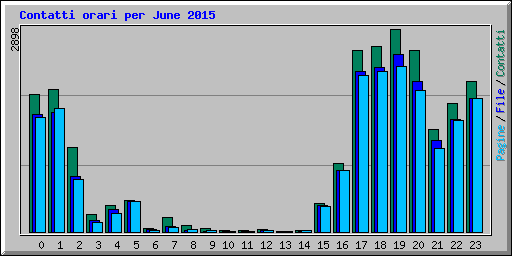 Contatti orari per June 2015
2898
Pagine/File/Contatti
0 1 2 3 4 5 6 7 8 9 10 11 12 13 14 15 16 17 18 19 20 21 22 23